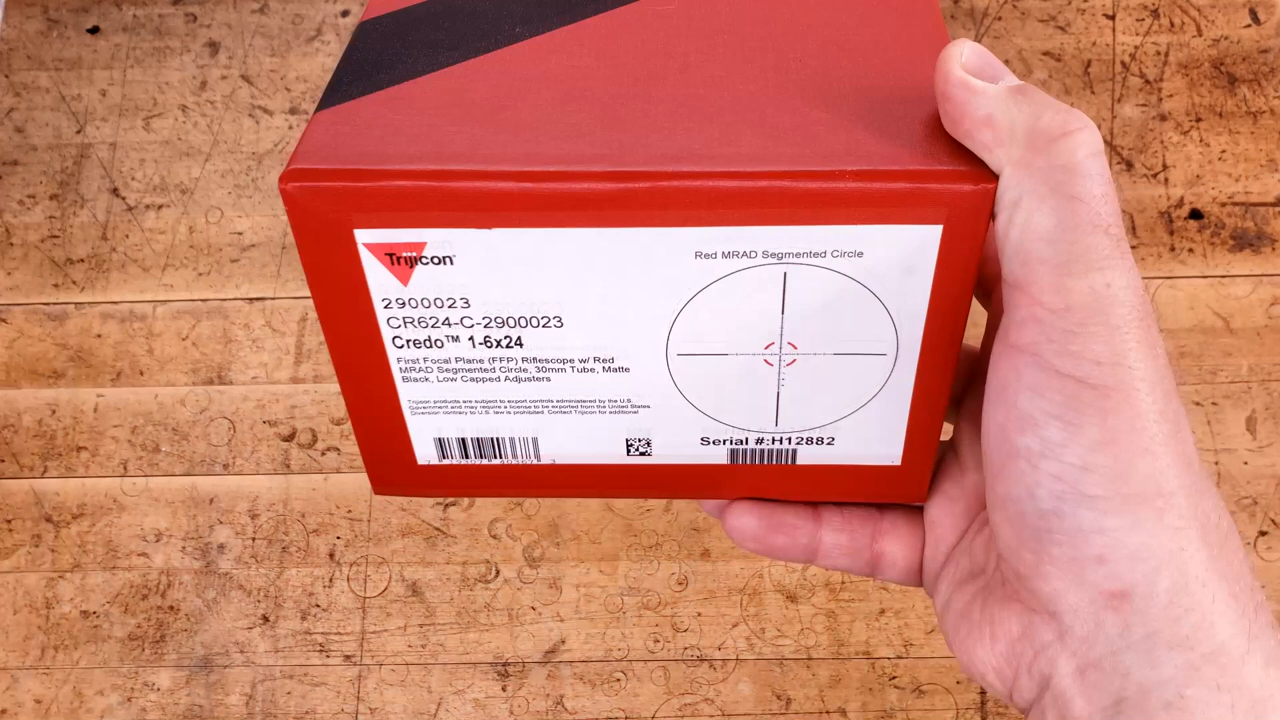 Trijicon
2900023
CR624-C-2900023
Credo™ 1-6x24
First Focal Plane (FFP) Riflescope w/ Red
MRAD Segmented Circle, 30mm Tube, Matte
Black, Low Capped Adjusters
Trijicon products are subject to export controls administered by the U.S.
Government and may require a license to be exported from the United States.
Diversion contrary to U.S. law is prohibited. Contact Trijicon for additional
Red MRAD Segmented Circle
Serial #:H12882